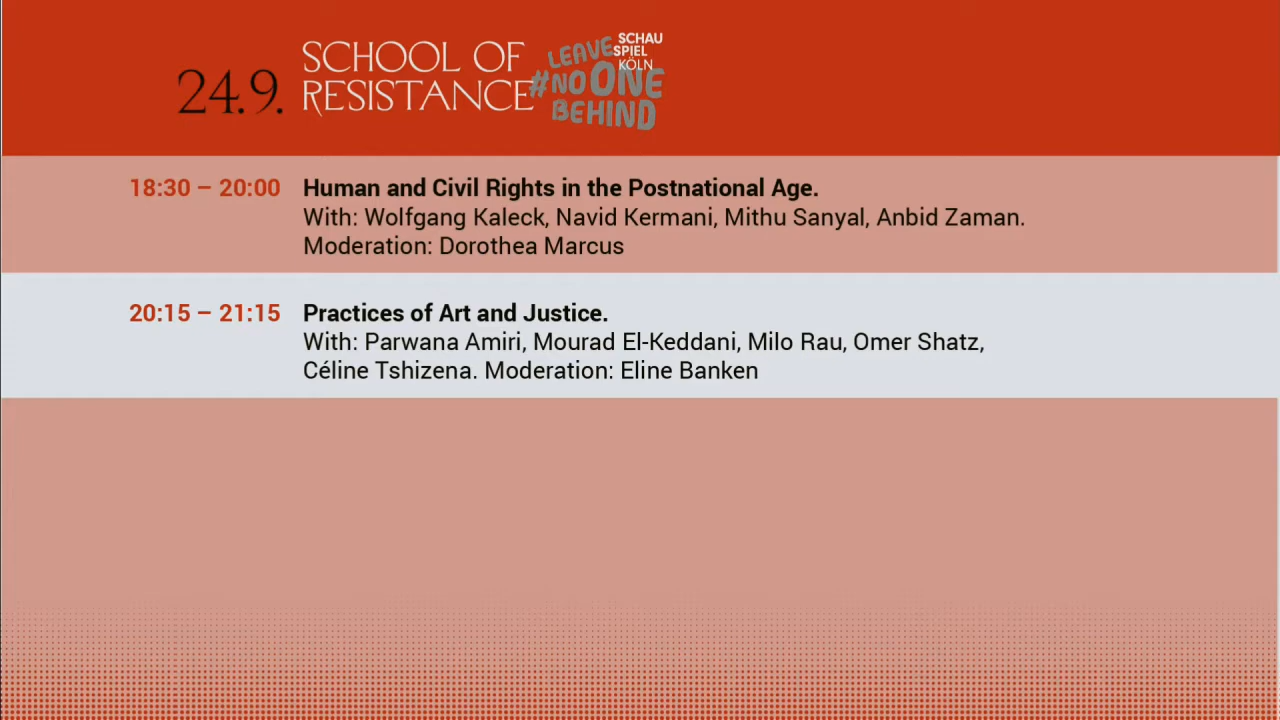 24.9.
SCHOOL OF
RESISTANCE
LEAVE
#NO ONE
BEHIND
SCHAU
SPIEL
KÖLN
18:30 – 20:00 Human and Civil Rights in the Postnational Age.
With: Wolfgang Kaleck, Navid Kermani, Mithu Sanyal, Anbid Zaman.
Moderation: Dorothea Marcus
20:15 – 21:15 Practices of Art and Justice.
With: Parwana Amiri, Mourad El-Keddani, Milo Rau, Omer Shatz,
Céline Tshizena. Moderation: Eline Banken